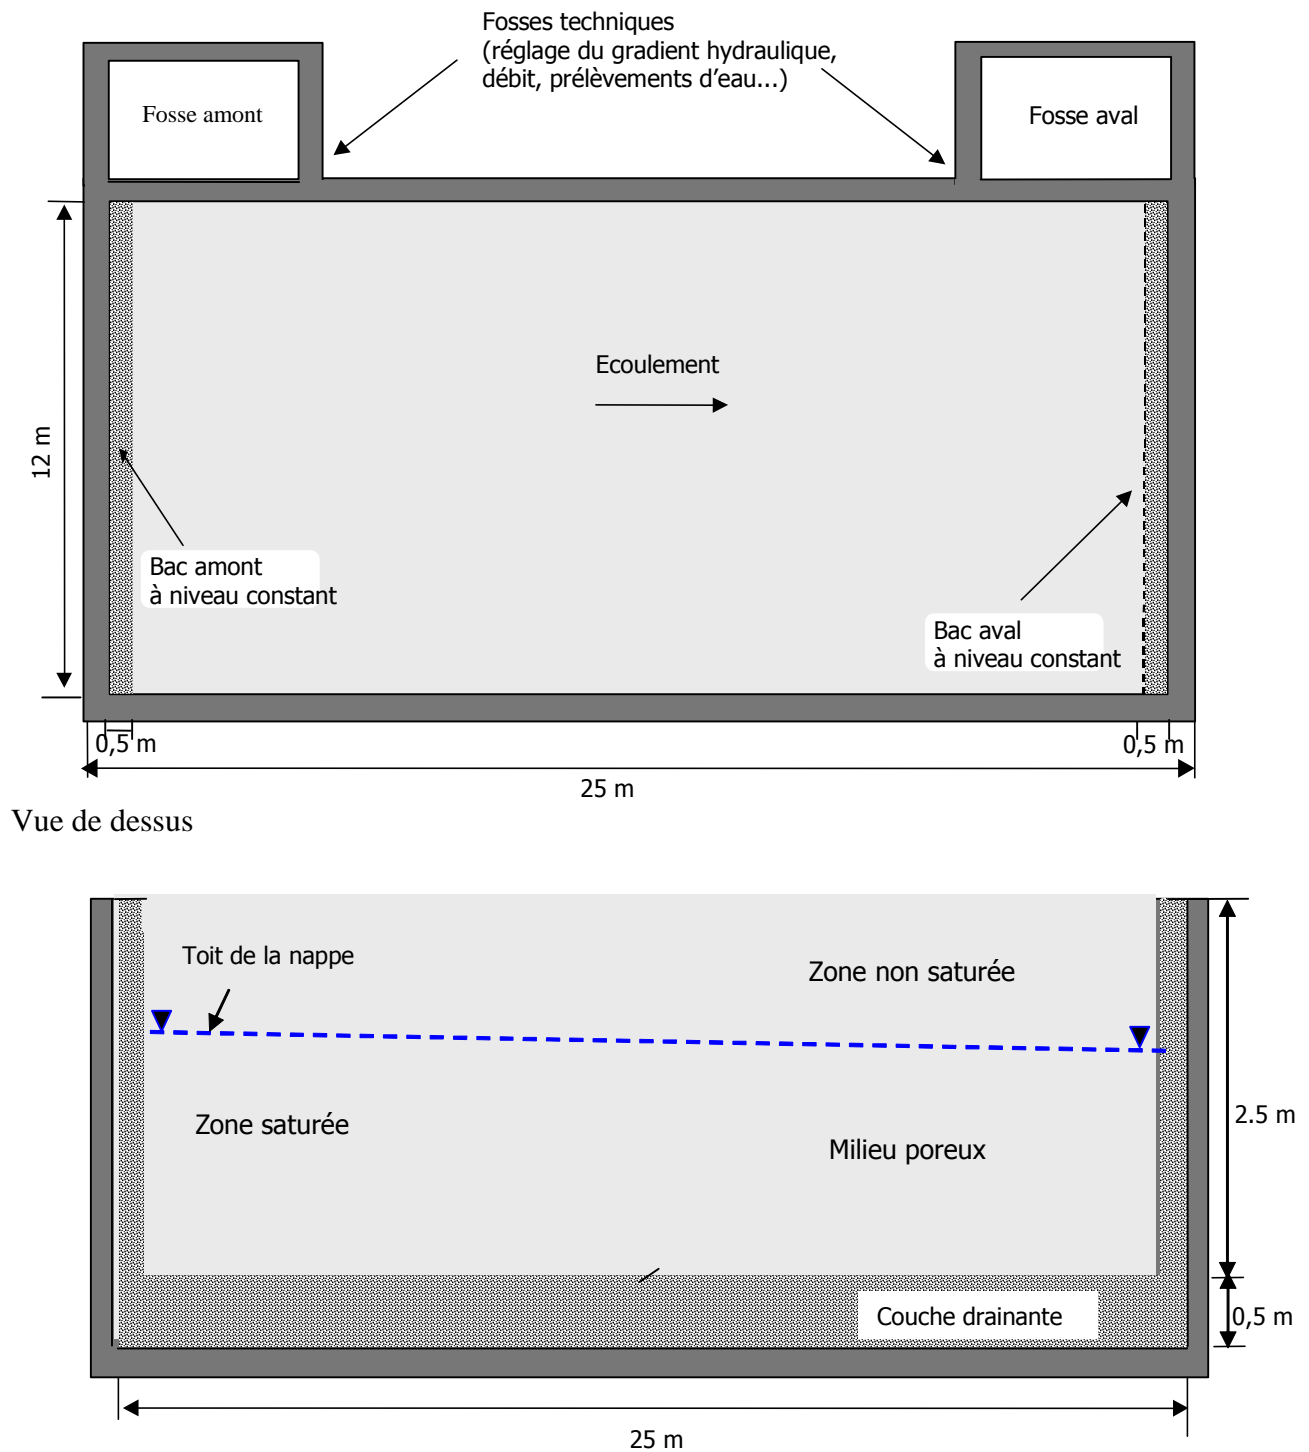 Fosses techniques
(réglage du gradient hydraulique,
débit, prélèvements d'eau...)
Fosse amont
Fosse aval
12 m
Ecoulement
Bac amont
à niveau constant
Bac aval
à niveau constant
0,5 m
0,5 m
25 m
Vue de dessus
Toit de la nappe
Zone non saturée
Zone saturée
Milieu poreux
2.5 m
Couche drainante
0,5 m
25 m